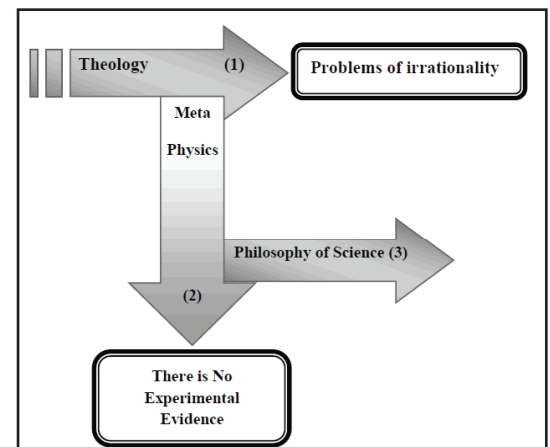 Theology (1)
Problems of irrationality
Meta
Physics
Philosophy of Science (3)
(2)
There is No
Experimental
Evidence